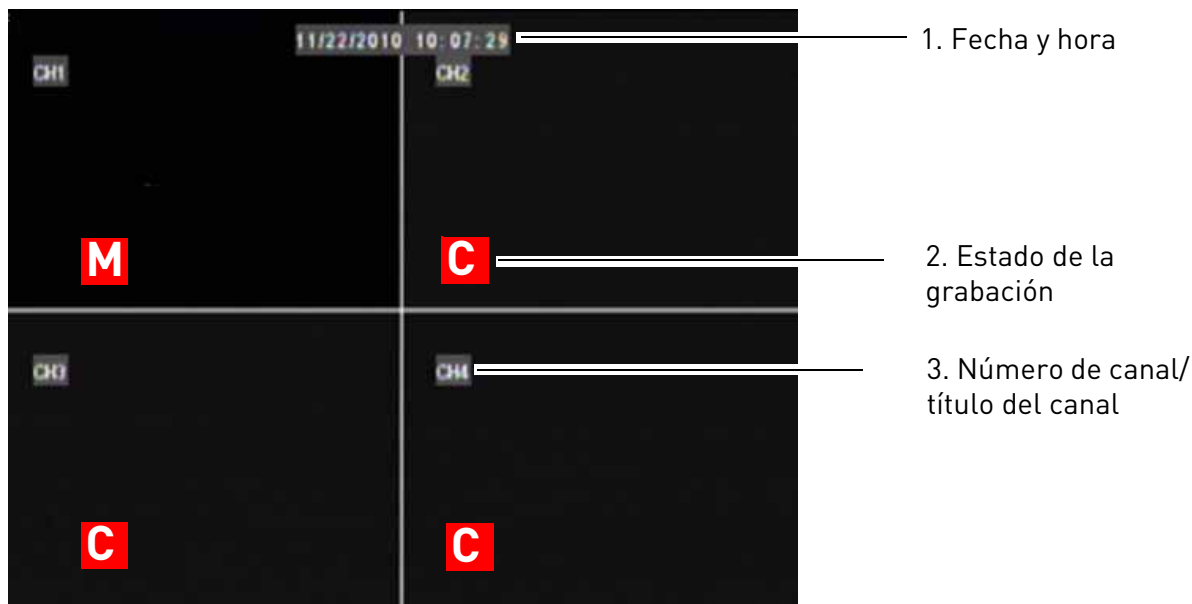 11/22/2010 10:07:29
1. Fecha y hora
CH1
CH2
M
C
2. Estado de la
grabación
CH3
CH4
3. Número de canal/
título del canal
C
C